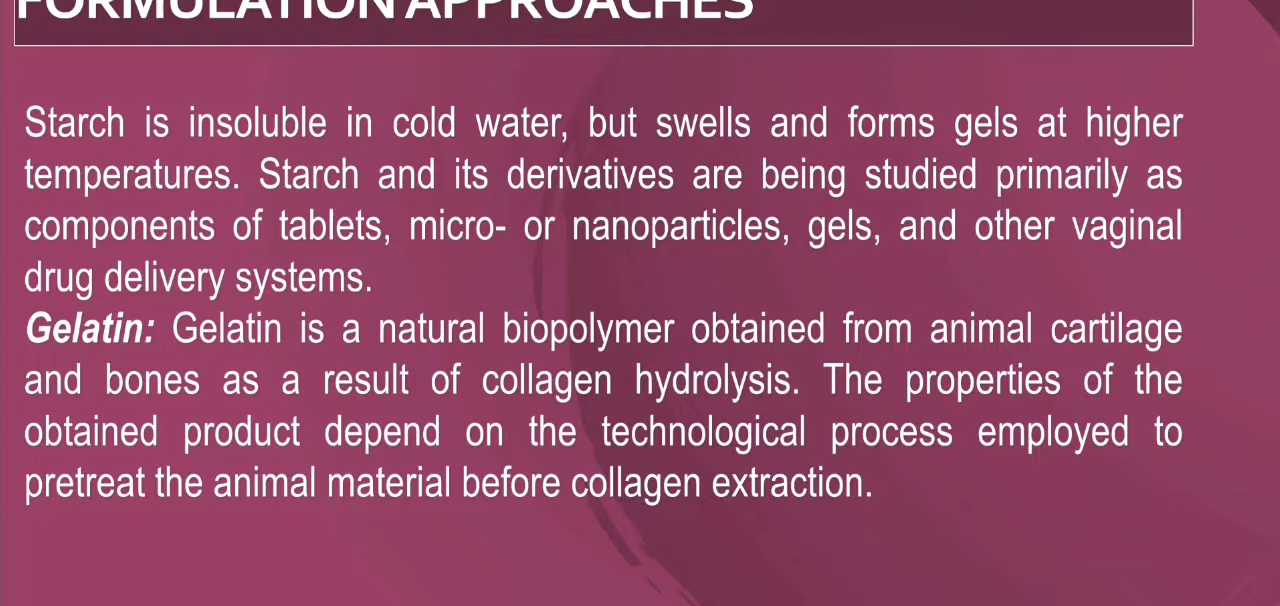 FORMULATION APPROACHES
Starch is insoluble in cold water, but swells and forms gels at higher
temperatures. Starch and its derivatives are being studied primarily as
components of tablets, micro- or nanoparticles, gels, and other vaginal
drug delivery systems.
Gelatin: Gelatin is a natural biopolymer obtained from animal cartilage
and bones as a result of collagen hydrolysis. The properties of the
obtained product depend on the technological process employed to
pretreat the animal material before collagen extraction.